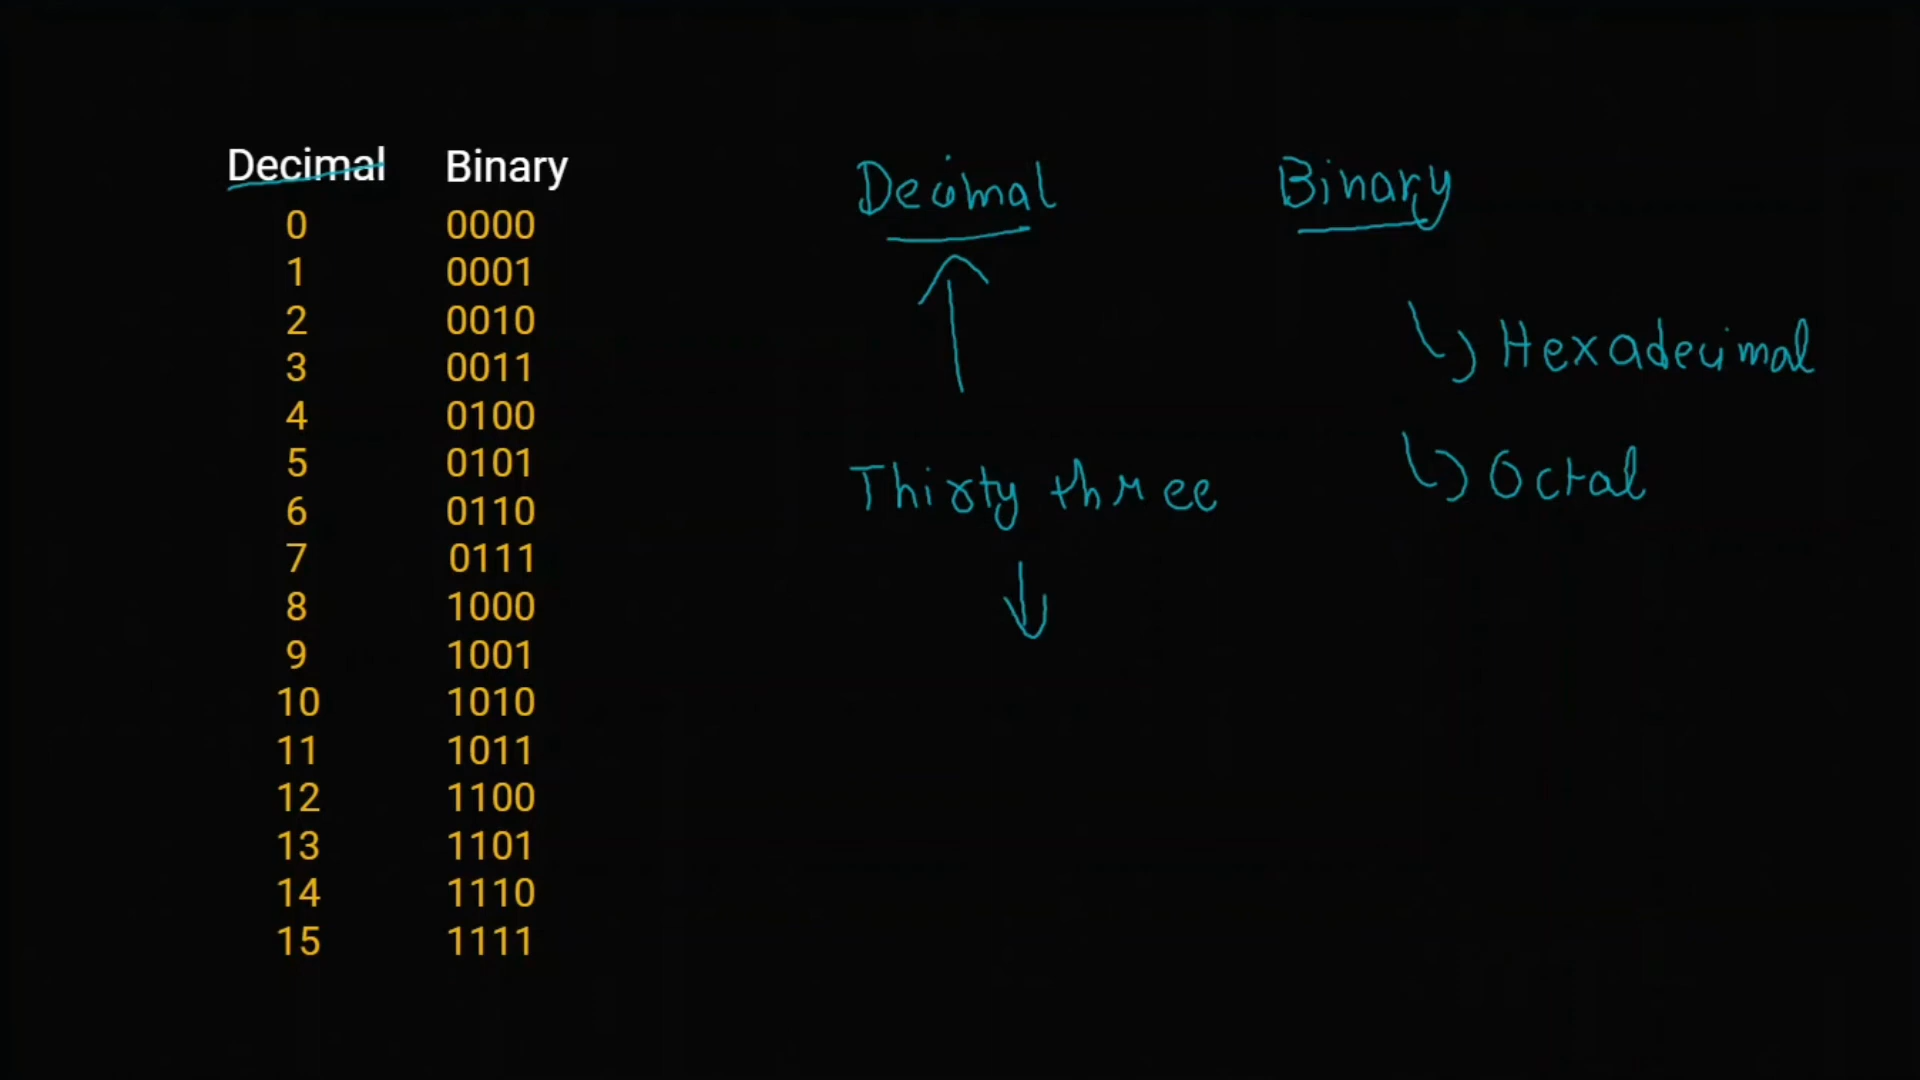 Decimal Binary
0 0000
1 0001
2 0010
3 0011
4 0100
5 0101
6 0110
7 0111
8 1000
9 1001
10 1010
11 1011
12 1100
13 1101
14 1110
15 1111
Decimal
Thirty three
Binary
Hexadecimal
Octal